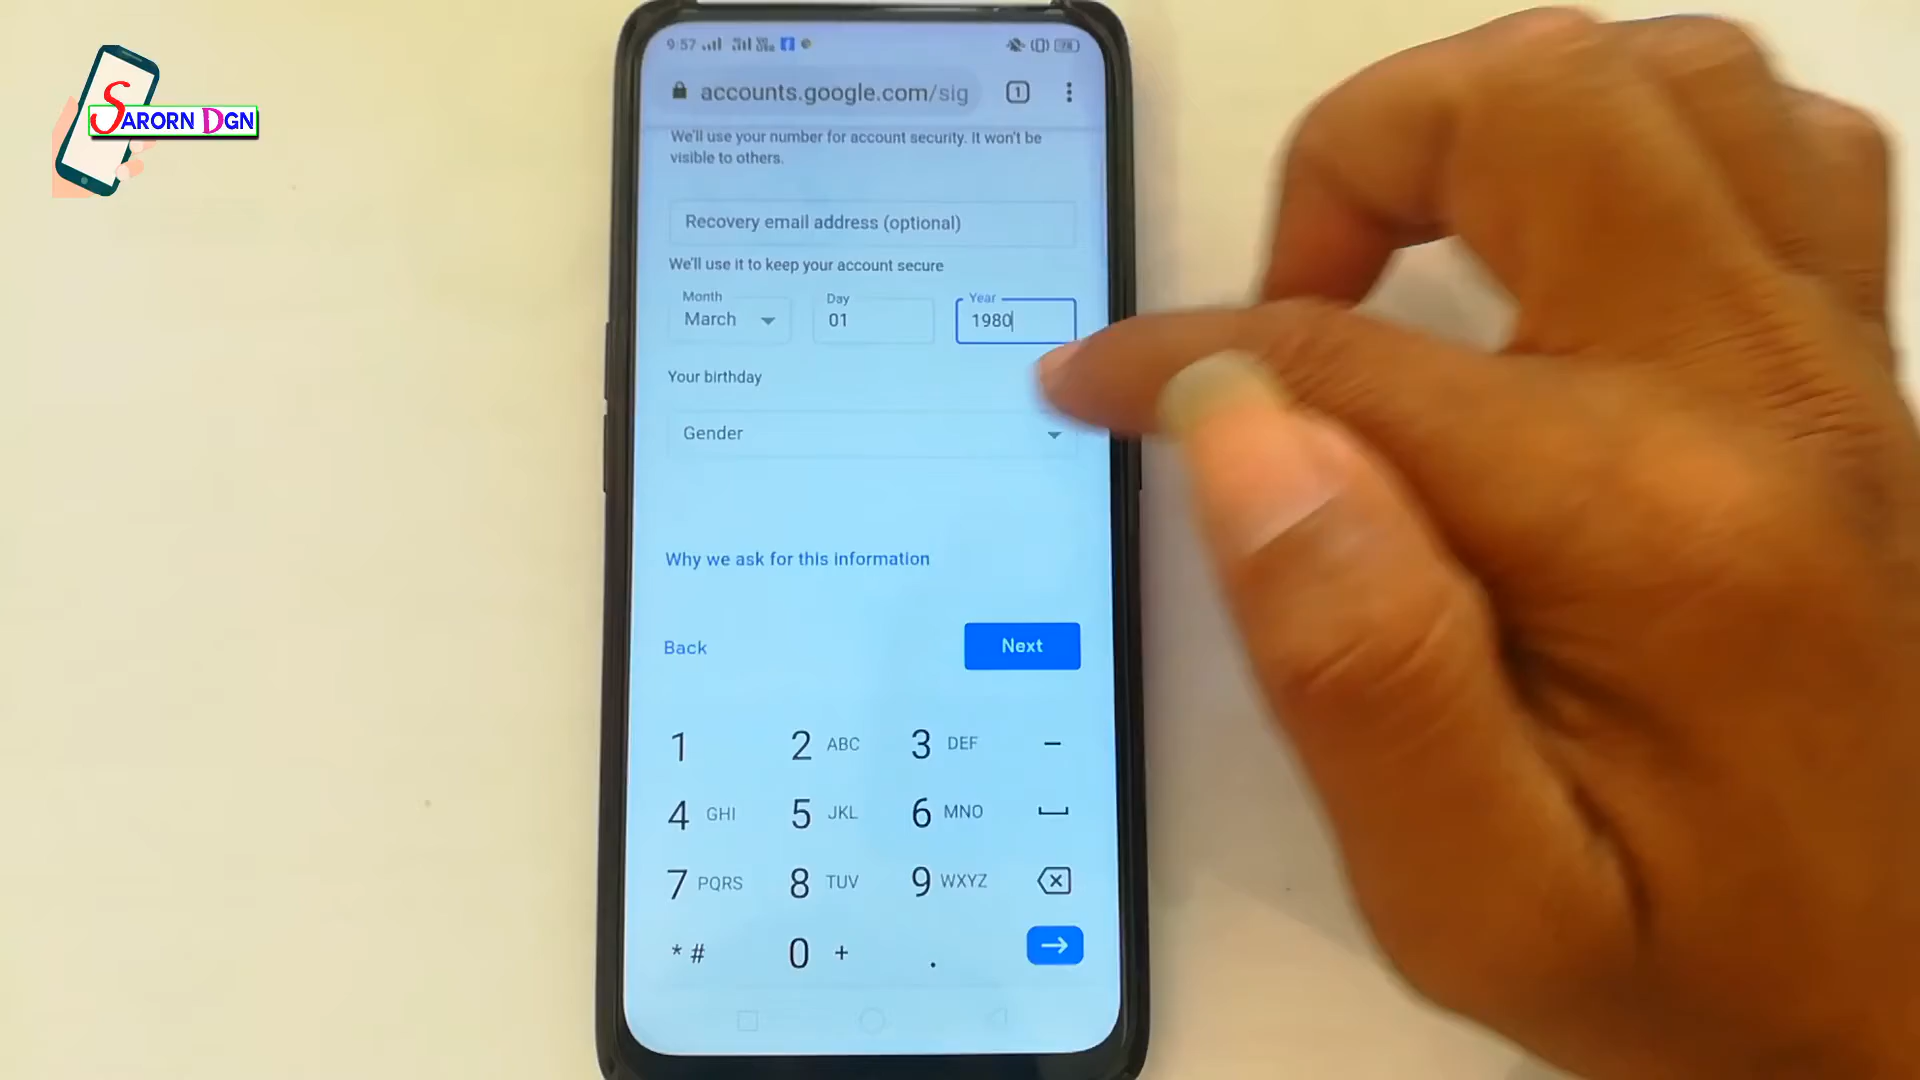 SARORN DGN
9:57
78
accounts.google.com/sig
1
We'll use your number for account security. It won't be
visible to others.
Recovery email address (optional)
We'll use it to keep your account secure
Month
Day
Year
March
01
1980
Your birthday
Gender
Why we ask for this information
Back
Next
1
2 ABC
3 DEF
–
4 GHI
5 JKL
6 MNO
7 PQRS
8 TUV
9 WXYZ
* #
0 +
.